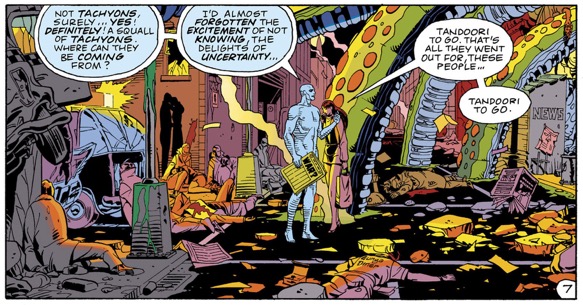 NOT TACHYONS,
SURELY... YES!
DEFINITELY! A SQUALL
OF TACHYONS.
WHERE CAN THEY
BE COMING
FROM?
I'D ALMOST
FORGOTTEN THE
EXCITEMENT OF NOT
KNOWING, THE
DELIGHTS OF
UNCERTAINTY...
TANDOORI
TO GO. THAT'S
ALL THEY WENT
OUT FOR, THESE
PEOPLE...
TANDOORI
TO GO.
NEWS
7